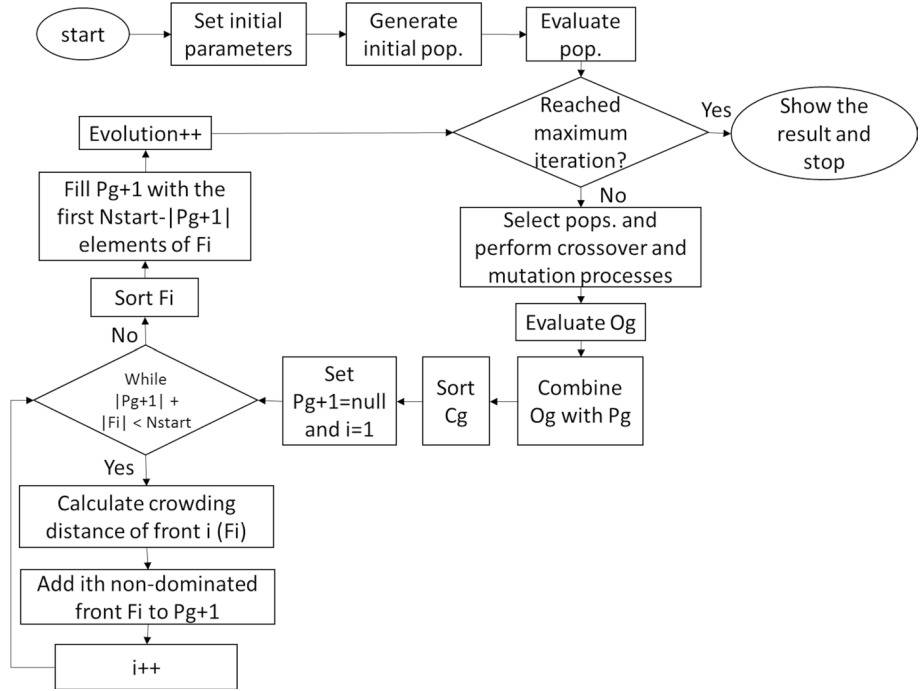 start
Set initial
parameters
Generate
initial pop.
Evaluate
pop.
Reached
maximum
iteration?
Yes
Show the
result and
stop
No
Select pops. and
perform crossover and
mutation processes
Evaluate Og
Combine
Og with Pg
Sort
Cg
Set
Pg+1=null
and i=1
While
|Pg+1| +
|Fi| < Nstart
No
Sort Fi
Fill Pg+1 with the
first Nstart-|Pg+1|
elements of Fi
Evolution++
Yes
Calculate crowding
distance of front i (Fi)
Add ith non-dominated
front Fi to Pg+1
i++